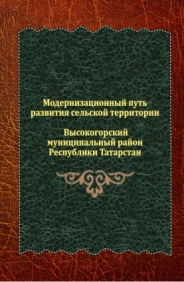 Модернизационный путь
развития сельской территории
Высокогорский
муниципальный район
Республики Татарстан